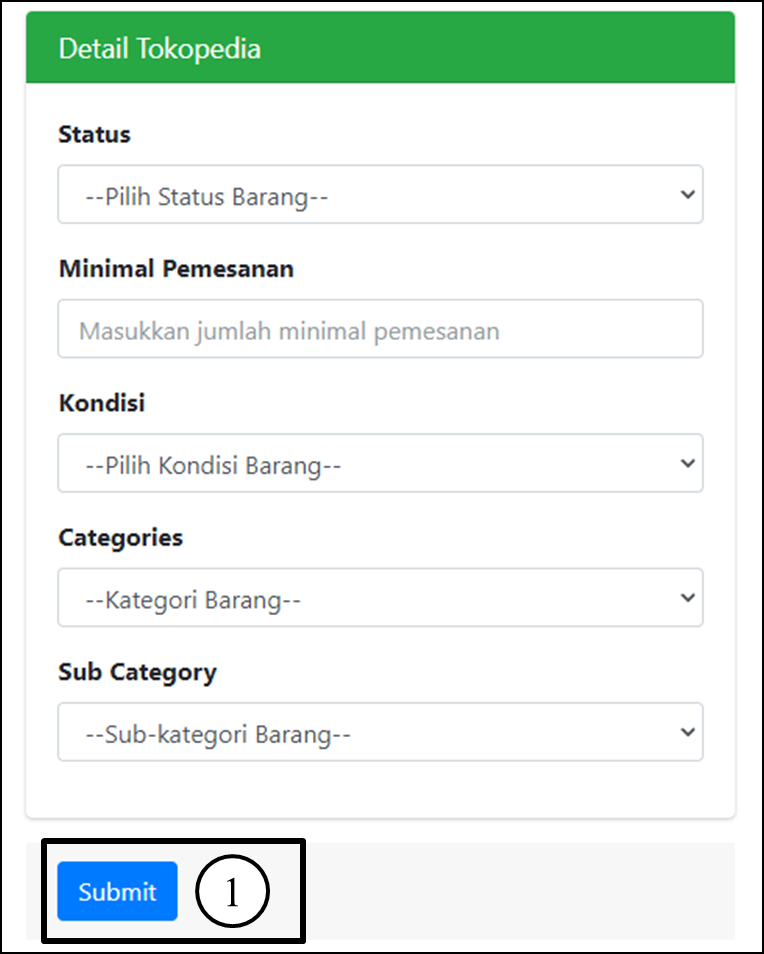 Detail Tokopedia
Status
--Pilih Status Barang--
Minimal Pemesanan
Masukkan jumlah minimal pemesanan
Kondisi
--Pilih Kondisi Barang--
Categories
--Kategori Barang--
Sub Category
--Sub-kategori Barang--
Submit 1